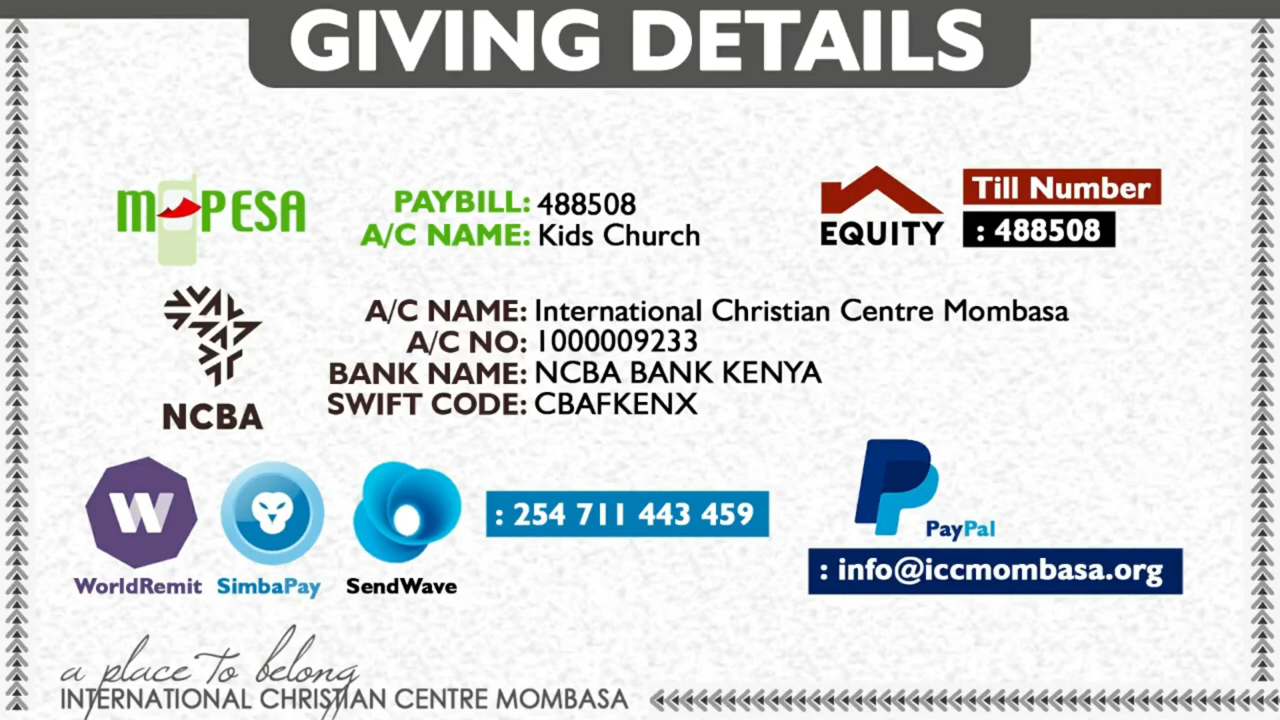 GIVING DETAILS
M-PESA
PAYBILL: 488508
A/C NAME: Kids Church
EQUITY
Till Number
: 488508
NCBA
A/C NAME: International Christian Centre Mombasa
A/C NO: 1000009233
BANK NAME: NCBA BANK KENYA
SWIFT CODE: CBAFKENX
W
WorldRemit
SimbaPay
SendWave
: 254 711 443 459
PayPal
: info@iccmombasa.org
a place to belong
INTERNATIONAL CHRISTIAN CENTRE MOMBASA